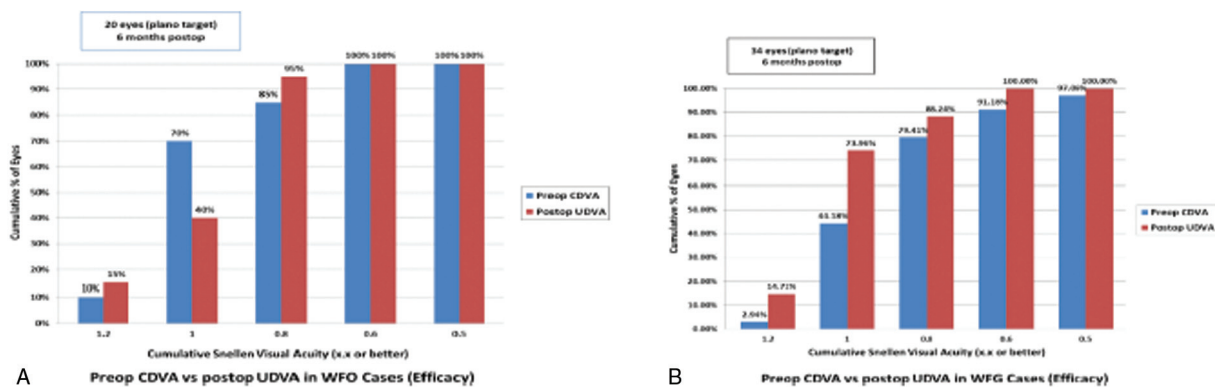 20 eyes (plano target)
6 months postop
100%
90%
80%
70%
60%
50%
40%
30%
20%
10%
0%
10%
15%
70%
40%
85%
95%
100% 100%
100% 100%
1.2 1 0.8 0.6 0.5
Cumulative % of Eyes
Cumulative Snellen Visual Acuity (x.x or better)
Preop CDVA
Postop UDVA
A
Preop CDVA vs postop UDVA in WFO Cases (Efficacy)
34 eyes (plano target)
6 months postop
100.00%
90.00%
80.00%
70.00%
60.00%
50.00%
40.00%
30.00%
20.00%
10.00%
0.00%
2.94%
14.71%
73.96%
79.41%
88.24%
91.18%
100.00%
97.06%
100.00%
1.2 1 0.8 0.6 0.5
Cumulative % of Eyes
Cumulative Snellen Visual Acuity (x.x or better)
Preop CDVA
Postop UDVA
B
Preop CDVA vs postop UDVA in WFG Cases (Efficacy)